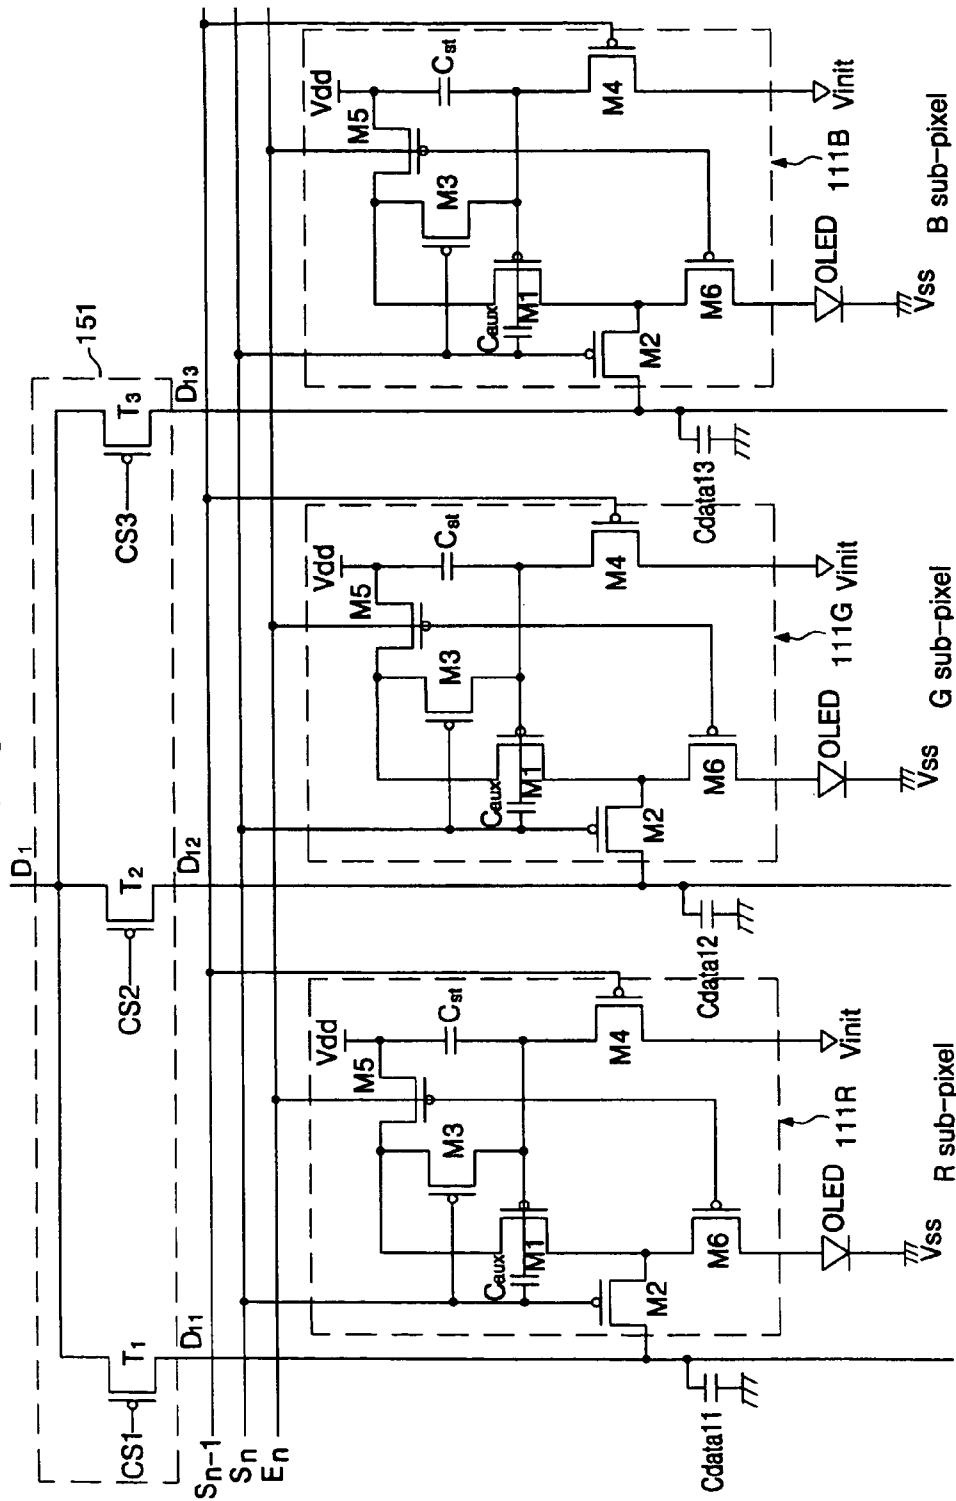 151
D1
CS1 T1 D11
CS2 T2 D12
CS3 T3 D13
Sn-1
Sn
En
Vdd
M5
Cst
M3
Caux
M1
M4
M2
M6
Cdata11
OLED
Vss
Vinit
111R
R sub-pixel
Vdd
M5
Cst
M3
Caux
M1
M4
M2
M6
Cdata12
OLED
Vss
Vinit
111G
G sub-pixel
Vdd
M5
Cst
M3
Caux
M1
M4
M2
M6
Cdata13
OLED
Vss
Vinit
111B
B sub-pixel